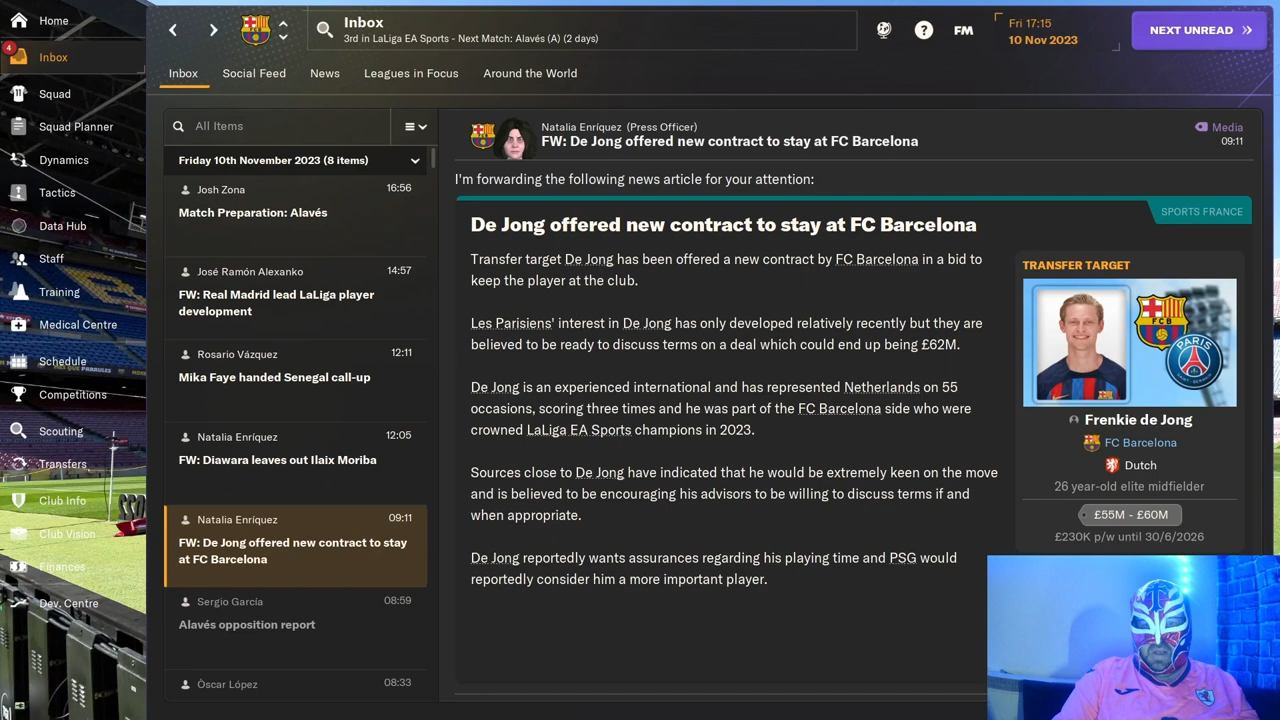 Home
4
Inbox
Squad
Squad Planner
Dynamics
Tactics
Data Hub
Staff
Training
Medical Centre
Schedule
Competitions
Scouting
Transfers
Club Info
Club Vision
Finances
Dev. Centre
Inbox
3rd in LaLiga EA Sports - Next Match: Alavés (A) (2 days)
?
FM
Fri 17:15
10 Nov 2023
NEXT UNREAD
Inbox
Social Feed
News
Leagues in Focus
Around the World
All Items
Friday 10th November 2023 (8 items)
Josh Zona
16:56
Match Preparation: Alavés
José Ramón Alexanko
14:57
FW: Real Madrid lead LaLiga player
development
Rosario Vázquez
12:11
Mika Faye handed Senegal call-up
Natalia Enríquez
12:05
FW: Diawara leaves out Ilaix Moriba
Natalia Enríquez
09:11
FW: De Jong offered new contract to stay
at FC Barcelona
Sergio García
08:59
Alavés opposition report
Òscar López
08:33
Natalia Enríquez (Press Officer)
FW: De Jong offered new contract to stay at FC Barcelona
Media
09:11
I'm forwarding the following news article for your attention:
SPORTS FRANCE
De Jong offered new contract to stay at FC Barcelona
Transfer target De Jong has been offered a new contract by FC Barcelona in a bid to
keep the player at the club.
Les Parisiens' interest in De Jong has only developed relatively recently but they are
believed to be ready to discuss terms on a deal which could end up being £62M.
De Jong is an experienced international and has represented Netherlands on 55
occasions, scoring three times and he was part of the FC Barcelona side who were
crowned LaLiga EA Sports champions in 2023.
Sources close to De Jong have indicated that he would be extremely keen on the move
and is believed to be encouraging his advisors to be willing to discuss terms if and
when appropriate.
De Jong reportedly wants assurances regarding his playing time and PSG would
reportedly consider him a more important player.
TRANSFER TARGET
FCB
PARIS
Frenkie de Jong
FC Barcelona
Dutch
26 year-old elite midfielder
£55M - £60M
£230K p/w until 30/6/2026